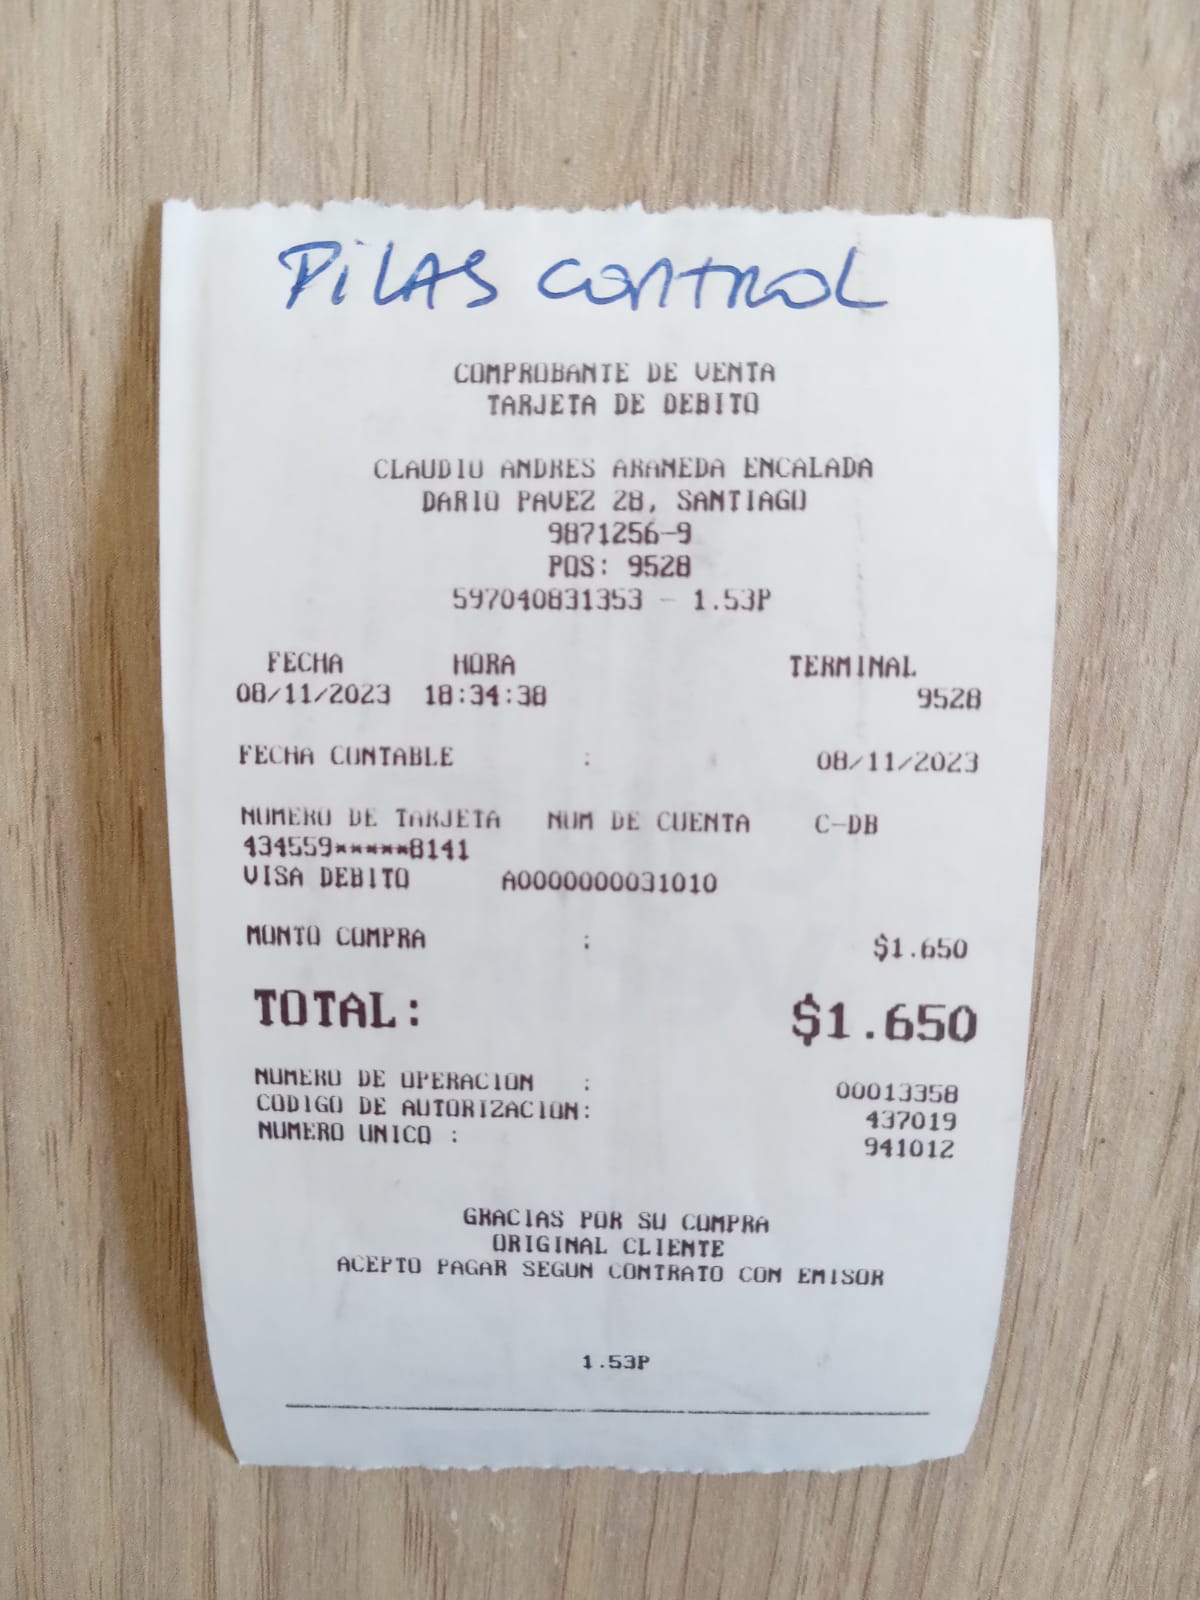 PiLAS CONTROL
COMPROBANTE DE VENTA
TARJETA DE DEBITO
CLAUDIO ANDRES ARANEDA ENCALADA
DARIO PAVEZ 28, SANTIAGO
9871256-9
POS: 9528
597040831353 - 1.53P
FECHA HORA TERMINAL
08/11/2023 18:34:38 9528
FECHA CONTABLE : 08/11/2023
NUMERO DE TARJETA NUM DE CUENTA C-DB
434559*****8141
VISA DEBITO A0000000031010
MONTO COMPRA : $1.650
TOTAL: $1.650
NUMERO DE OPERACION : 00013358
CODIGO DE AUTORIZACION: 437019
NUMERO UNICO : 941012
GRACIAS POR SU COMPRA
ORIGINAL CLIENTE
ACEPTO PAGAR SEGUN CONTRATO CON EMISOR
1.53P